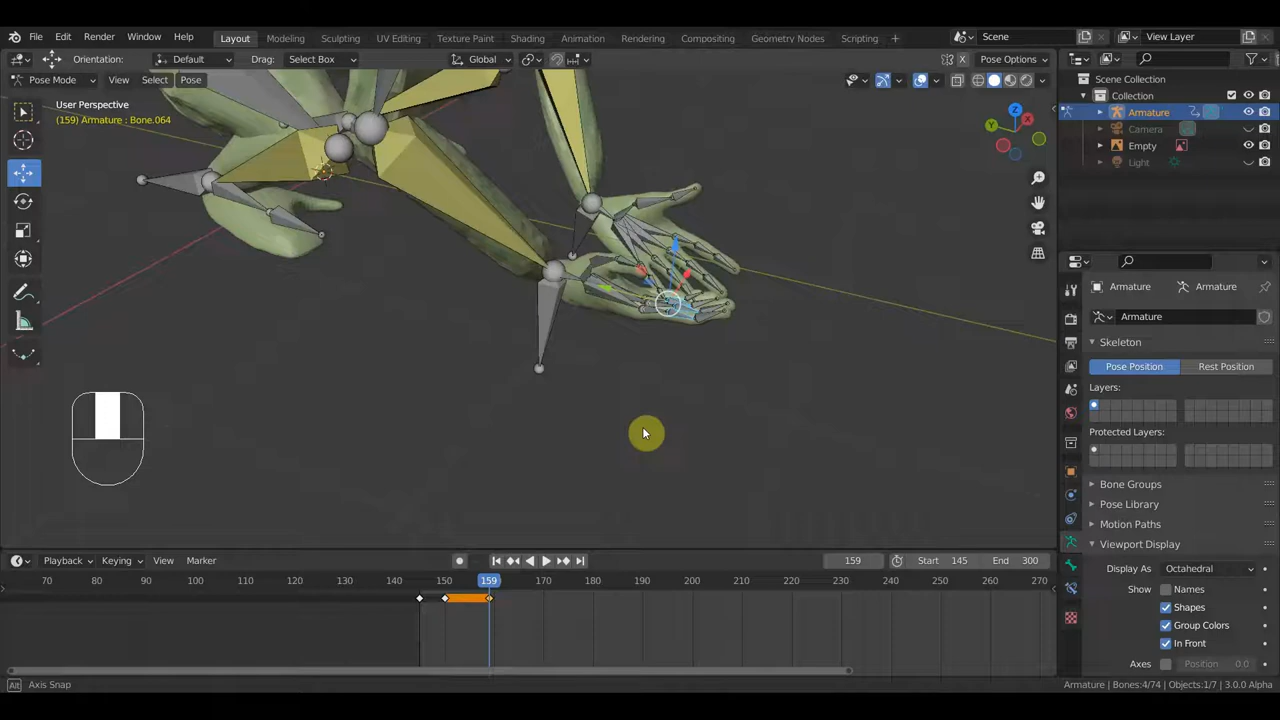 File Edit Render Window Help Layout Modeling Sculpting UV Editing Texture Paint Shading Animation Rendering Compositing Geometry Nodes Scripting + Scene View Layer
Orientation: Default Drag: Select Box Global Pose Options
Pose Mode View Select Pose
User Perspective
(159) Armature : Bone.064
X
Y
Z
Scene Collection
Collection
Armature
Camera
Empty
Light
Armature Armature
Armature
Skeleton
Pose Position Rest Position
Layers:
Protected Layers:
Bone Groups
Pose Library
Motion Paths
Viewport Display
Display As Octahedral
Show Names
Shapes
Group Colors
In Front
Axes Position 0.0
Playback Keying View Marker 159 Start 145 End 300
70 80 90 100 110 120 130 140 150 159 170 180 190 200 210 220 230 240 250 260 270
Alt Axis Snap Armature | Bones:4/74 | Objects:1/7 | 3.0.0 Alpha